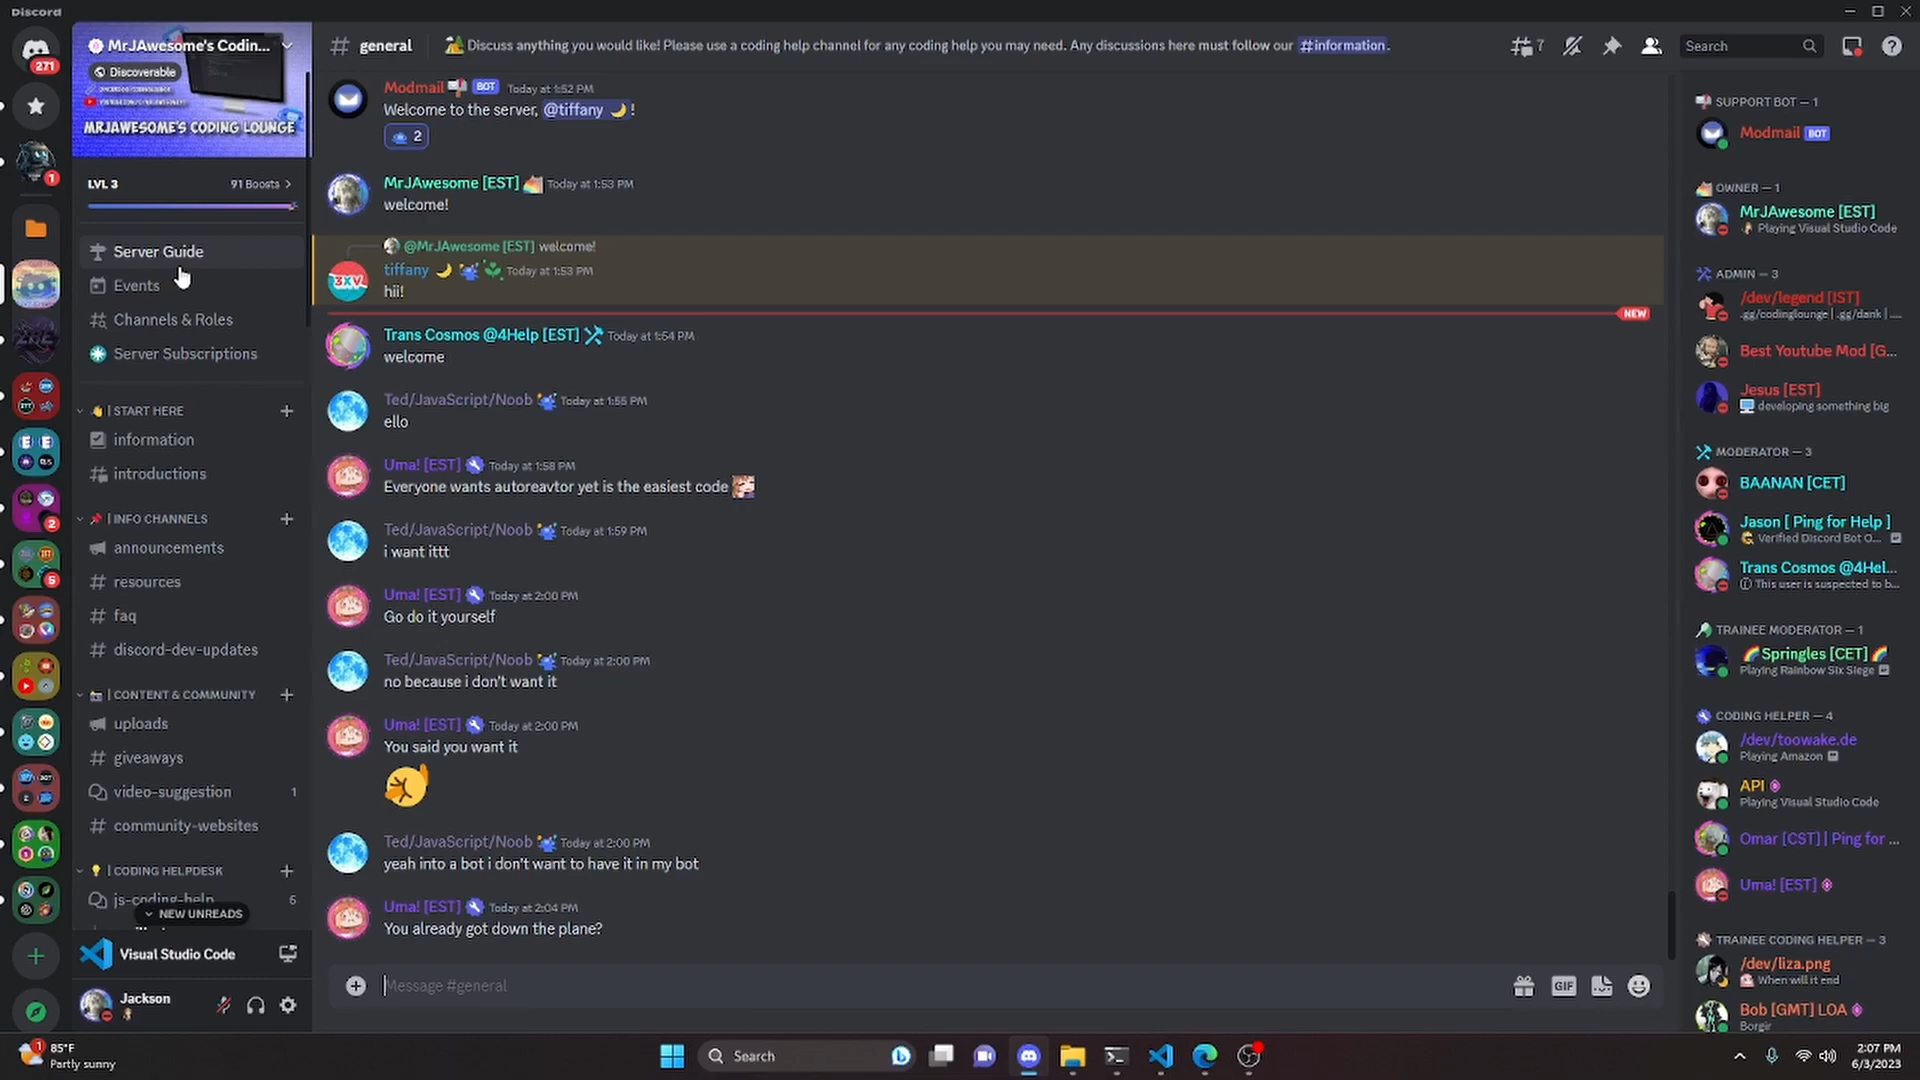 Discord
MrJAwesome's Codin...
Discoverable
MRJAWESOME'S CODING LOUNGE
LVL 3
91 Boosts
Server Guide
Events
Channels & Roles
Server Subscriptions
| START HERE
information
introductions
| INFO CHANNELS
announcements
resources
faq
discord-dev-updates
| CONTENT & COMMUNITY
uploads
giveaways
video-suggestion 1
community-websites
| CODING HELPDESK
js-coding-help 5
NEW UNREADS
Visual Studio Code
Jackson
271
1
2
5
general
Discuss anything you would like! Please use a coding help channel for any coding help you may need. Any discussions here must follow our #information.
7
Search
Modmail BOT Today at 1:52 PM
Welcome to the server, @tiffany !
2
MrJAwesome [EST] Today at 1:53 PM
welcome!
@MrJAwesome [EST] welcome!
3XVI
tiffany Today at 1:53 PM
hii!
NEW
Trans Cosmos @4Help [EST] Today at 1:54 PM
welcome
Ted/JavaScript/Noob Today at 1:55 PM
ello
Uma! [EST] Today at 1:58 PM
Everyone wants autoreavtor yet is the easiest code
Ted/JavaScript/Noob Today at 1:59 PM
i want ittt
Uma! [EST] Today at 2:00 PM
Go do it yourself
Ted/JavaScript/Noob Today at 2:00 PM
no because i don't want it
Uma! [EST] Today at 2:00 PM
You said you want it
Ted/JavaScript/Noob Today at 2:00 PM
yeah into a bot i don't want to have it in my bot
Uma! [EST] Today at 2:04 PM
You already got down the plane?
Message #general
GIF
SUPPORT BOT — 1
Modmail BOT
OWNER — 1
MrJAwesome [EST]
Playing Visual Studio Code
ADMIN — 3
/dev/legend [IST]
.gg/codinglounge | .gg/dank | ....
Best Youtube Mod [G...
Jesus [EST]
developing something big
MODERATOR — 3
BAANAN [CET]
Jason [ Ping for Help ]
Verified Discord Bot O...
Trans Cosmos @4Hel...
This user is suspected to b...
TRAINEE MODERATOR — 1
Springles [CET]
Playing Rainbow Six Siege
CODING HELPER — 4
/dev/toowake.de
Playing Amazon
API
Playing Visual Studio Code
Omar [CST] | Ping for ...
Uma! [EST]
TRAINEE CODING HELPER — 3
/dev/liza.png
When will it end
Bob [GMT] LOA
Borgir
1
85°F
Partly sunny
Search
2:07 PM
6/3/2023